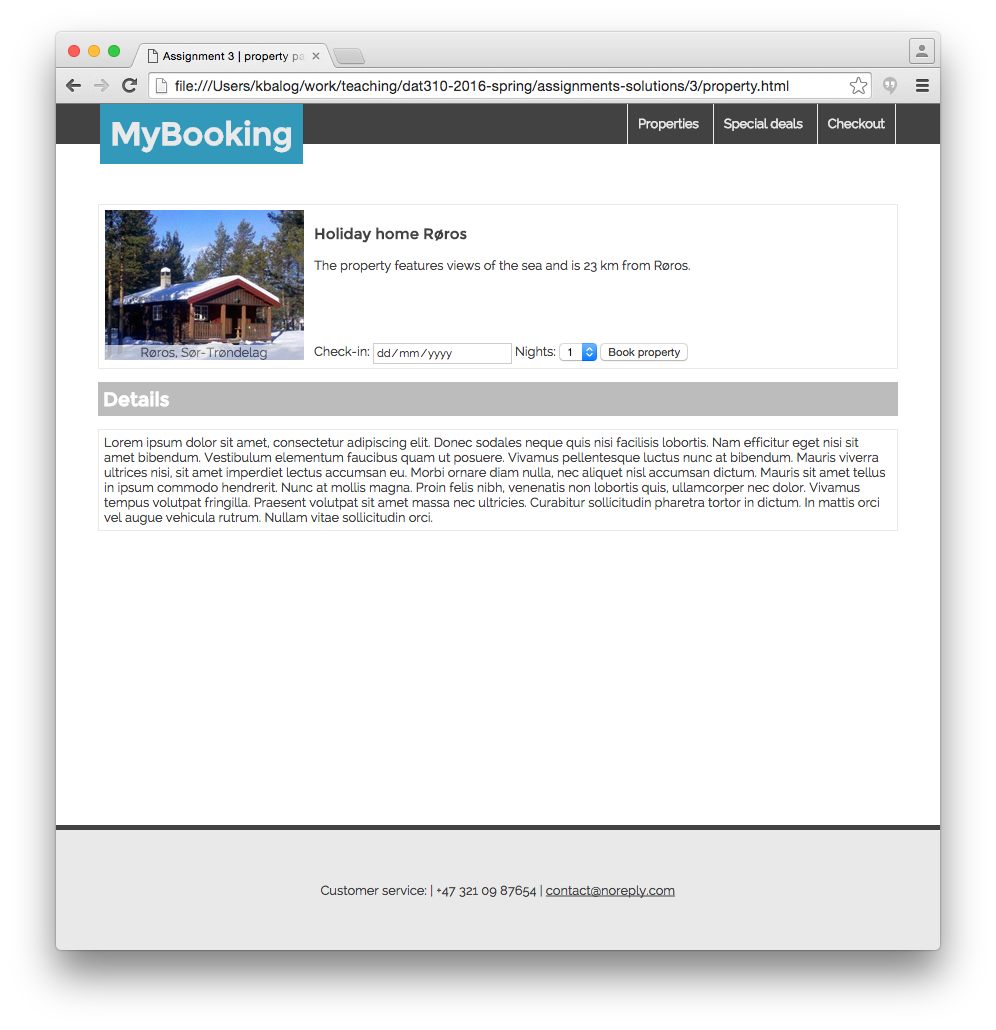 Assignment 3 | property pa
file:///Users/kbalog/work/teaching/dat310-2016-spring/assignments-solutions/3/property.html
MyBooking
Properties
Special deals
Checkout
Holiday home Røros
The property features views of the sea and is 23 km from Røros.
Røros, Sør-Trøndelag
Check-in: dd/mm/yyyy Nights: 1 Book property
Details
Lorem ipsum dolor sit amet, consectetur adipiscing elit. Donec sodales neque quis nisi facilisis lobortis. Nam efficitur eget nisi sit
amet bibendum. Vestibulum elementum faucibus quam ut posuere. Vivamus pellentesque luctus nunc at bibendum. Mauris viverra
ultrices nisi, sit amet imperdiet lectus accumsan eu. Morbi ornare diam nulla, nec aliquet nisl accumsan dictum. Mauris sit amet tellus
in ipsum commodo hendrerit. Nunc at mollis magna. Proin felis nibh, venenatis non lobortis quis, ullamcorper nec dolor. Vivamus
tempus volutpat fringilla. Praesent volutpat sit amet massa nec ultricies. Curabitur sollicitudin pharetra tortor in dictum. In mattis orci
vel augue vehicula rutrum. Nullam vitae sollicitudin orci.
Customer service: | +47 321 09 87654 | contact@noreply.com